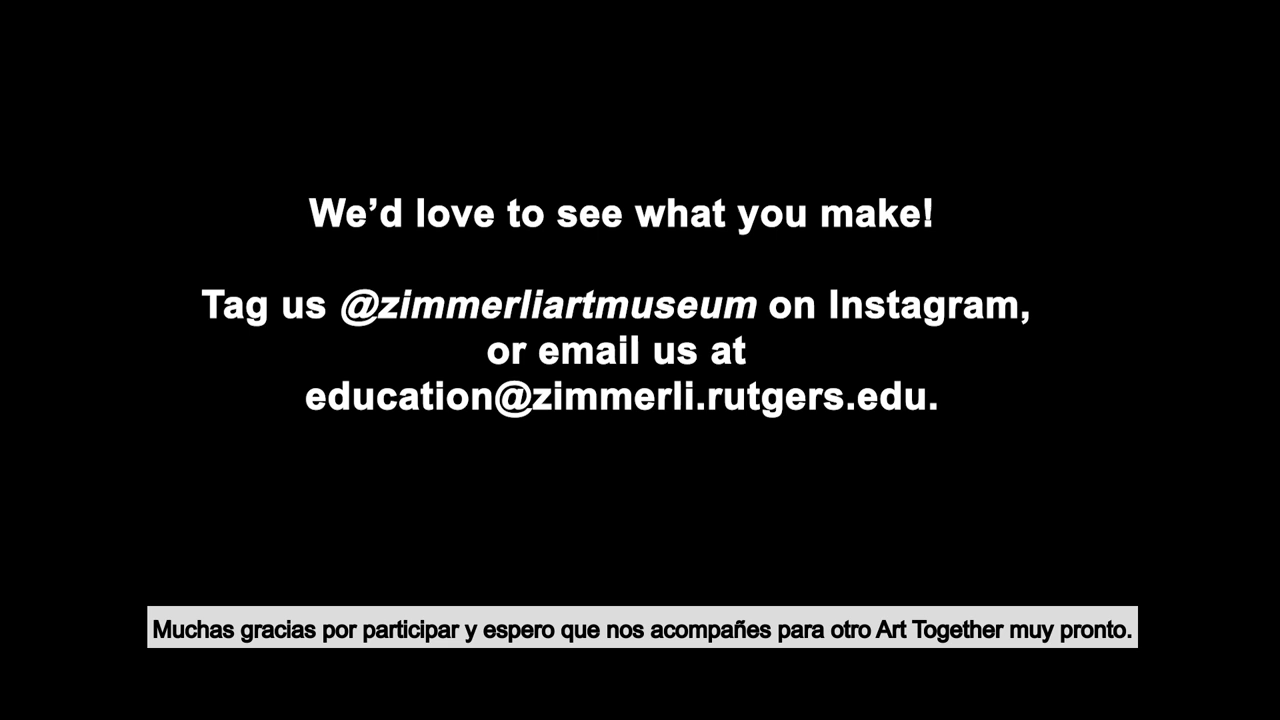 We’d love to see what you make!
Tag us @zimmerliartmuseum on Instagram,
or email us at
education@zimmerli.rutgers.edu.
Muchas gracias por participar y espero que nos acompañes para otro Art Together muy pronto.